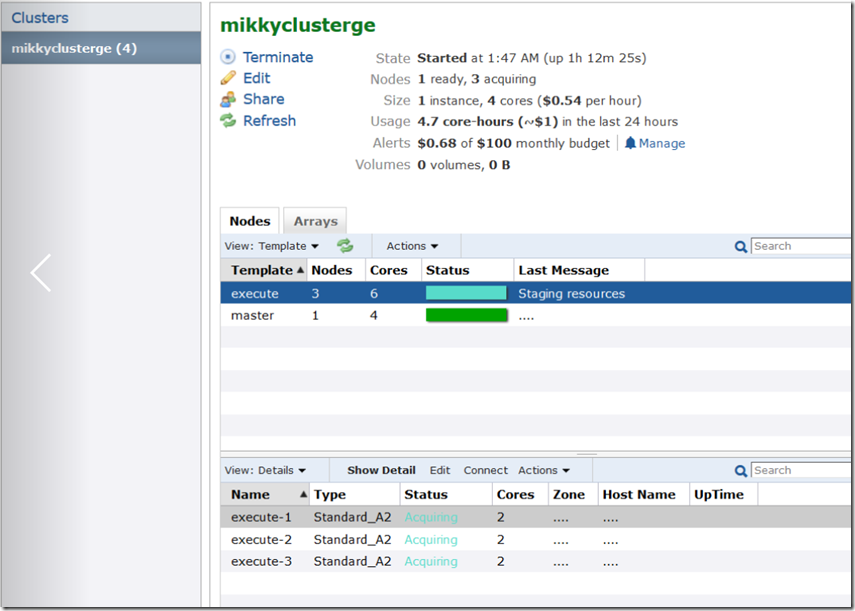 Clusters
mikkyclusterge (4)
mikkyclusterge
Terminate
Edit
Share
Refresh
State Started at 1:47 AM (up 1h 12m 25s)
Nodes 1 ready, 3 acquiring
Size 1 instance, 4 cores ($0.54 per hour)
Usage 4.7 core-hours (~$1) in the last 24 hours
Alerts $0.68 of $100 monthly budget Manage
Volumes 0 volumes, 0 B
Nodes Arrays
View: Template Actions Search
Template Nodes Cores Status Last Message
execute 3 6 Staging resources
master 1 4 ....
View: Details Show Detail Edit Connect Actions Search
Name Type Status Cores Zone Host Name UpTime
execute-1 Standard_A2 Acquiring 2 .... ....
execute-2 Standard_A2 Acquiring 2 .... ....
execute-3 Standard_A2 Acquiring 2 .... ....